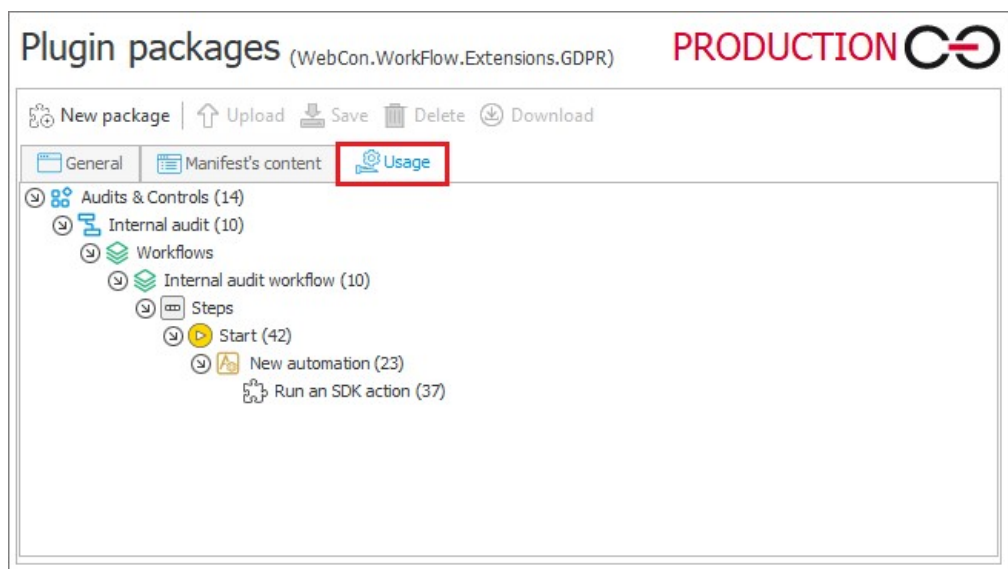 Plugin packages (WebCon.WorkFlow.Extensions.GDPR) PRODUCTION
New package Upload Save Delete Download
General Manifest's content Usage
Audits & Controls (14)
Internal audit (10)
Workflows
Internal audit workflow (10)
Steps
Start (42)
New automation (23)
Run an SDK action (37)